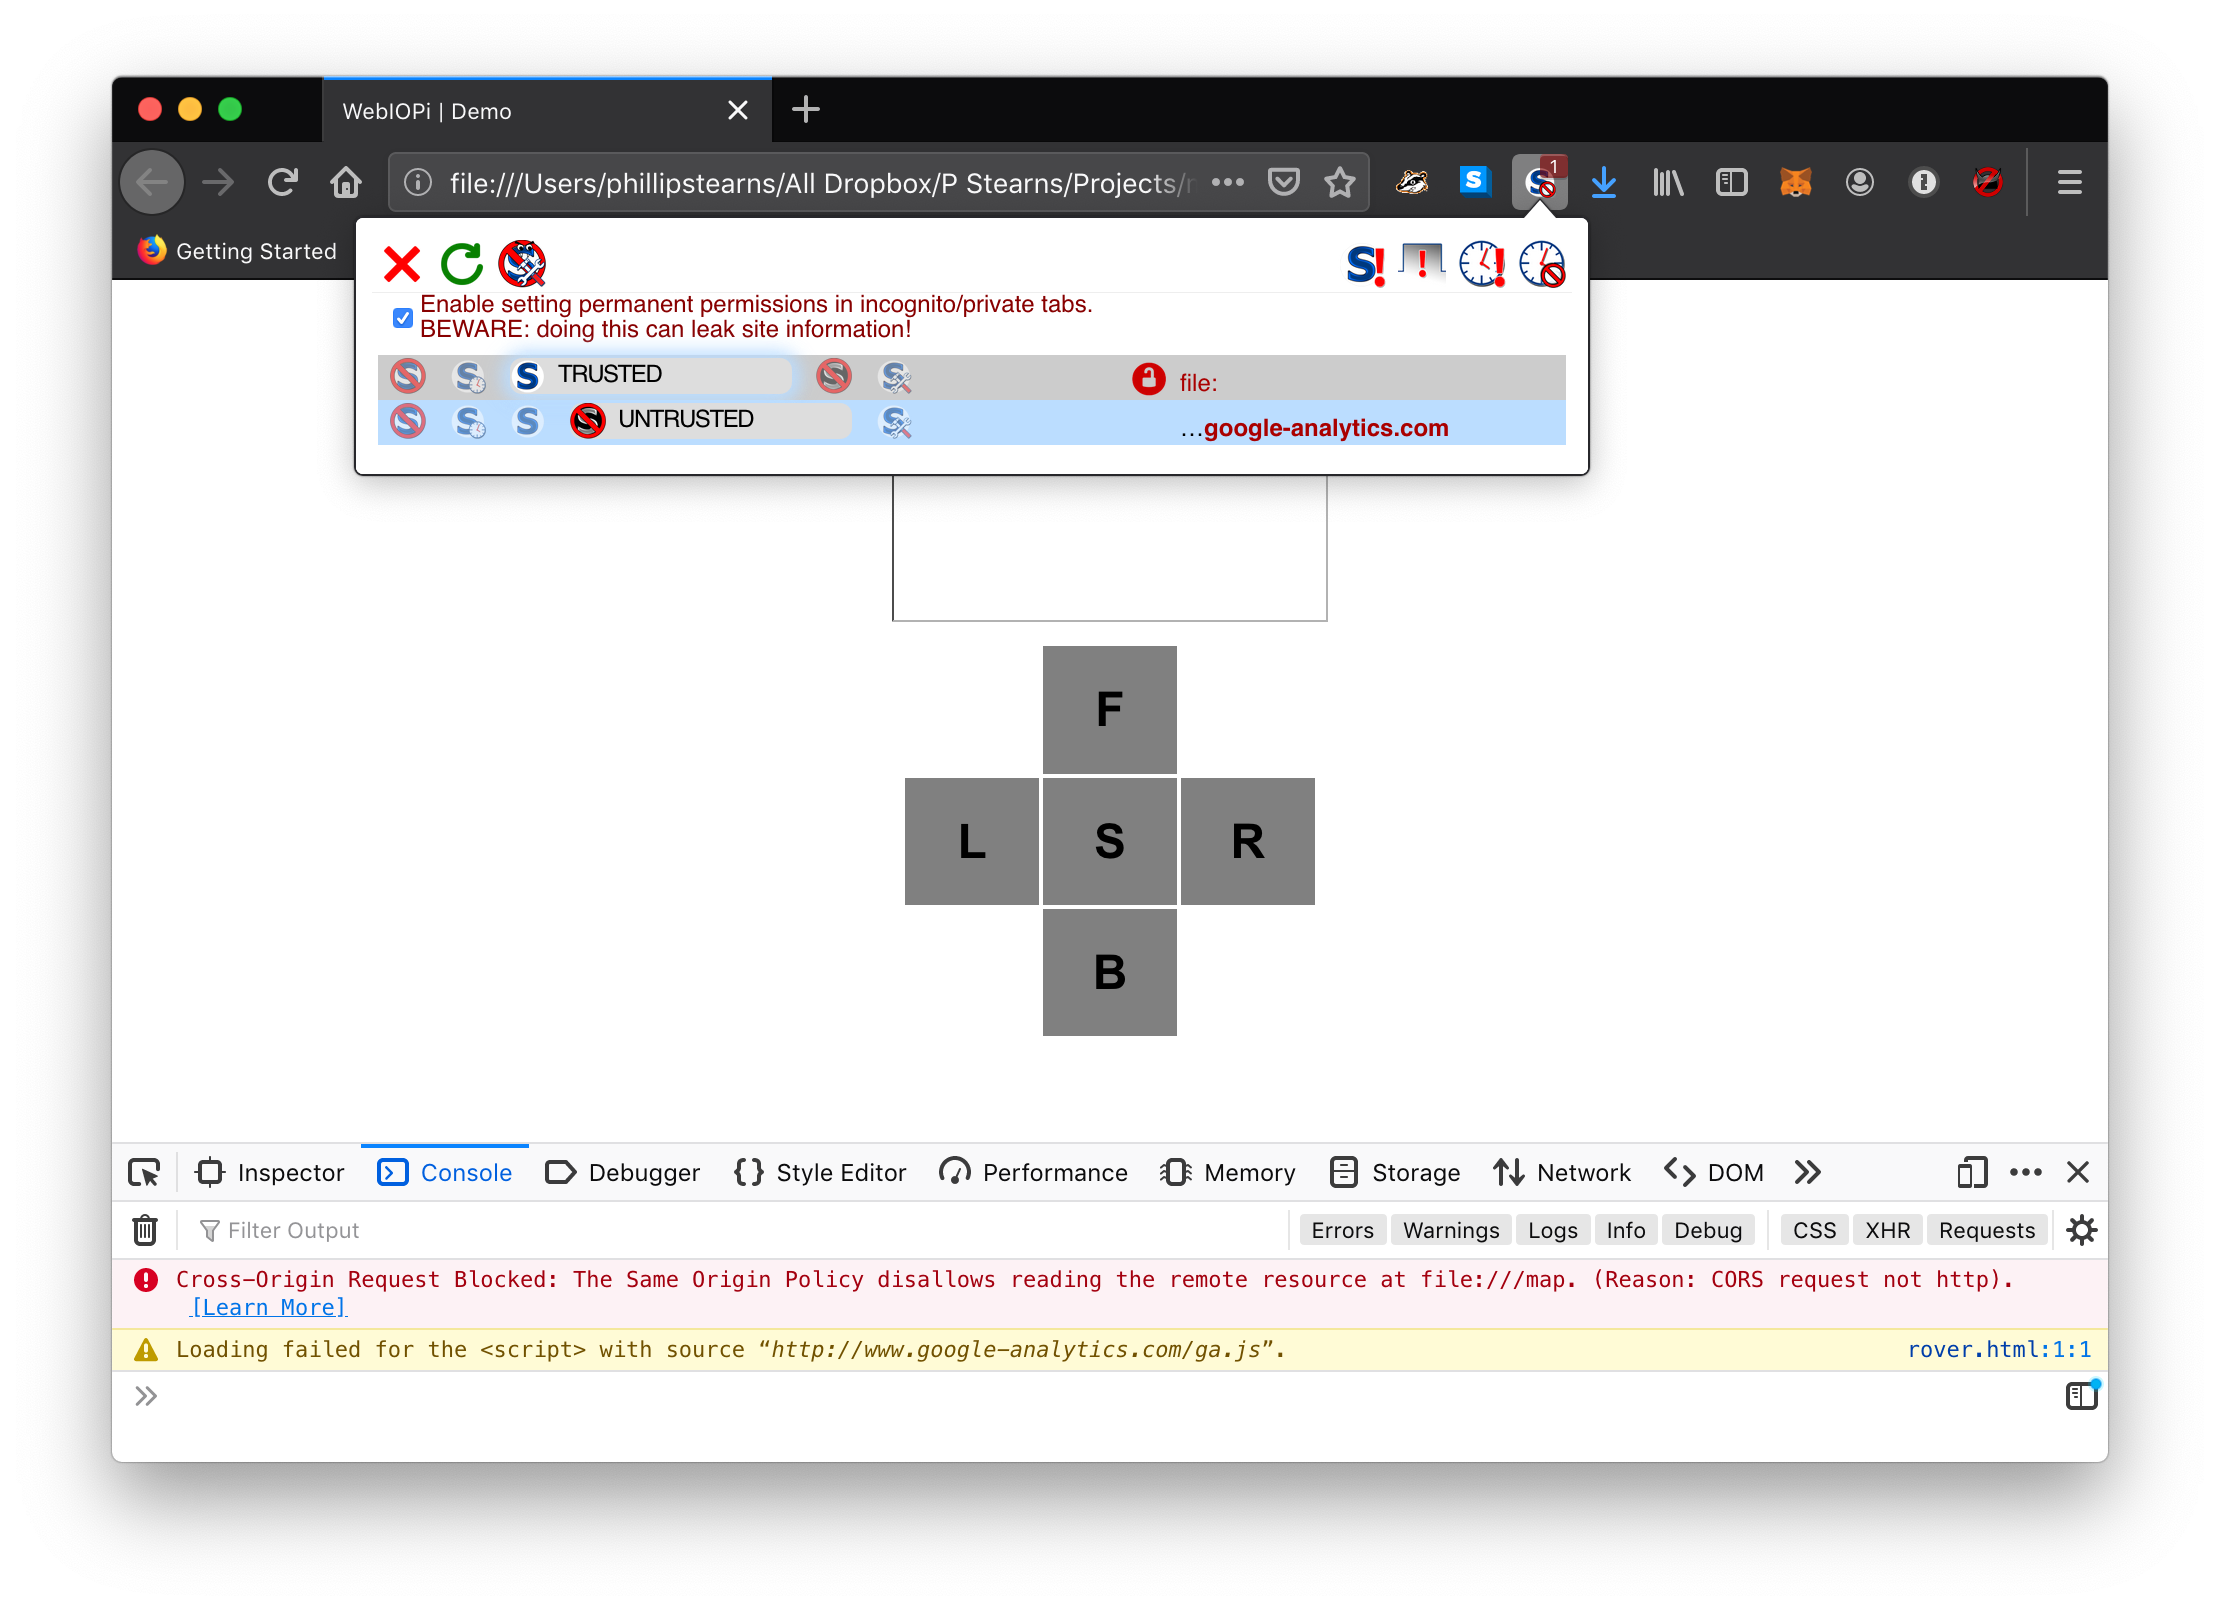 WebIOPi | Demo
file:///Users/phillipstearns/All Dropbox/P Stearns/Projects/
1
Getting Started
Enable setting permanent permissions in incognito/private tabs.
BEWARE: doing this can leak site information!
TRUSTED file:
UNTRUSTED …google-analytics.com
F
L S R
B
Inspector Console Debugger Style Editor Performance Memory Storage Network DOM
Filter Output Errors Warnings Logs Info Debug CSS XHR Requests
Cross-Origin Request Blocked: The Same Origin Policy disallows reading the remote resource at file:///map. (Reason: CORS request not http).
[Learn More]
Loading failed for the <script> with source “http://www.google-analytics.com/ga.js”. rover.html:1:1